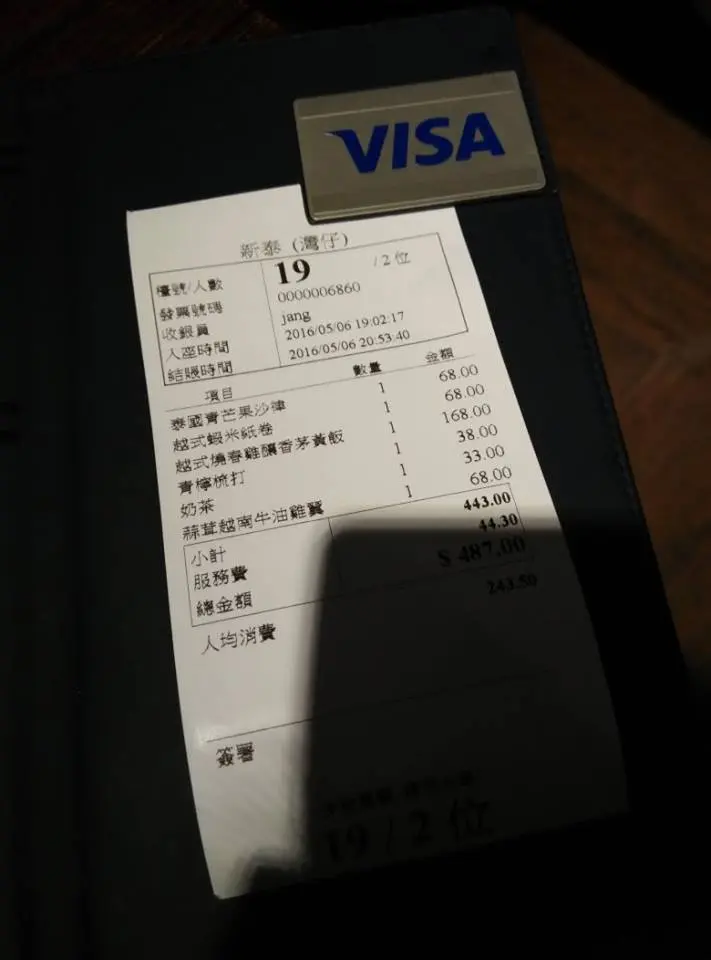 VISA
新泰 (灣仔)
檯號/人數 19 / 2 位
發票號碼 0000006860
收銀員 jang
入座時間 2016/05/06 19:02:17
結賬時間 2016/05/06 20:53:40
項目 數量 金額
泰國青芒果沙律 1 68.00
越式蝦米紙卷 1 68.00
越式燒春雞釀香茅黃飯 1 168.00
青檸梳打 1 38.00
奶茶 1 33.00
蒜茸越南牛油雞翼 1 68.00
小計 443.00
服務費 44.30
總金額 $ 487.00
人均消費 243.50
簽署
19 / 2 位